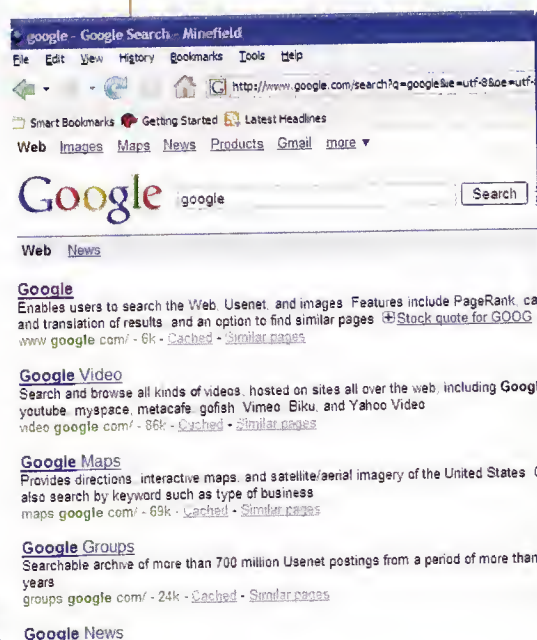 google - Google Search - Minefield
File Edit View History Bookmarks Tools Help
G http://www.google.com/search?q=google&ie=utf-8&oe=utf-
Smart Bookmarks Getting Started Latest Headlines
Web Images Maps News Products Gmail more ▼
Google google Search
Web News
Google
Enables users to search the Web, Usenet, and images. Features include PageRank, ca
and translation of results, and an option to find similar pages. Stock quote for GOOG
www.google.com/ - 6k - Cached - Similar pages
Google Video
Search and browse all kinds of videos, hosted on sites all over the web, including Googl
youtube, myspace, metacafe, gofish, Vimeo, Biku, and Yahoo Video
video.google.com/ - 86k - Cached - Similar pages
Google Maps
Provides directions, interactive maps, and satellite/aerial imagery of the United States.
also search by keyword such as type of business
maps.google.com/ - 69k - Cached - Similar pages
Google Groups
Searchable archive of more than 700 million Usenet postings from a period of more than
years
groups.google.com/ - 24k - Cached - Similar pages
Google News